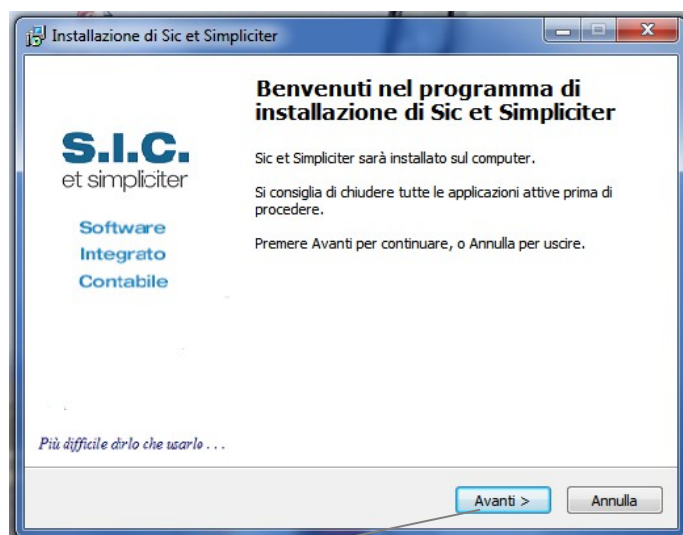 Installazione di Sic et Simpliciter
Benvenuti nel programma di
installazione di Sic et Simpliciter
S.I.C.
et simpliciter
Software
Integrato
Contabile
Sic et Simpliciter sarà installato sul computer.
Si consiglia di chiudere tutte le applicazioni attive prima di
procedere.
Premere Avanti per continuare, o Annulla per uscire.
Più difficile dirlo che usarlo . . .
Avanti >
Annulla